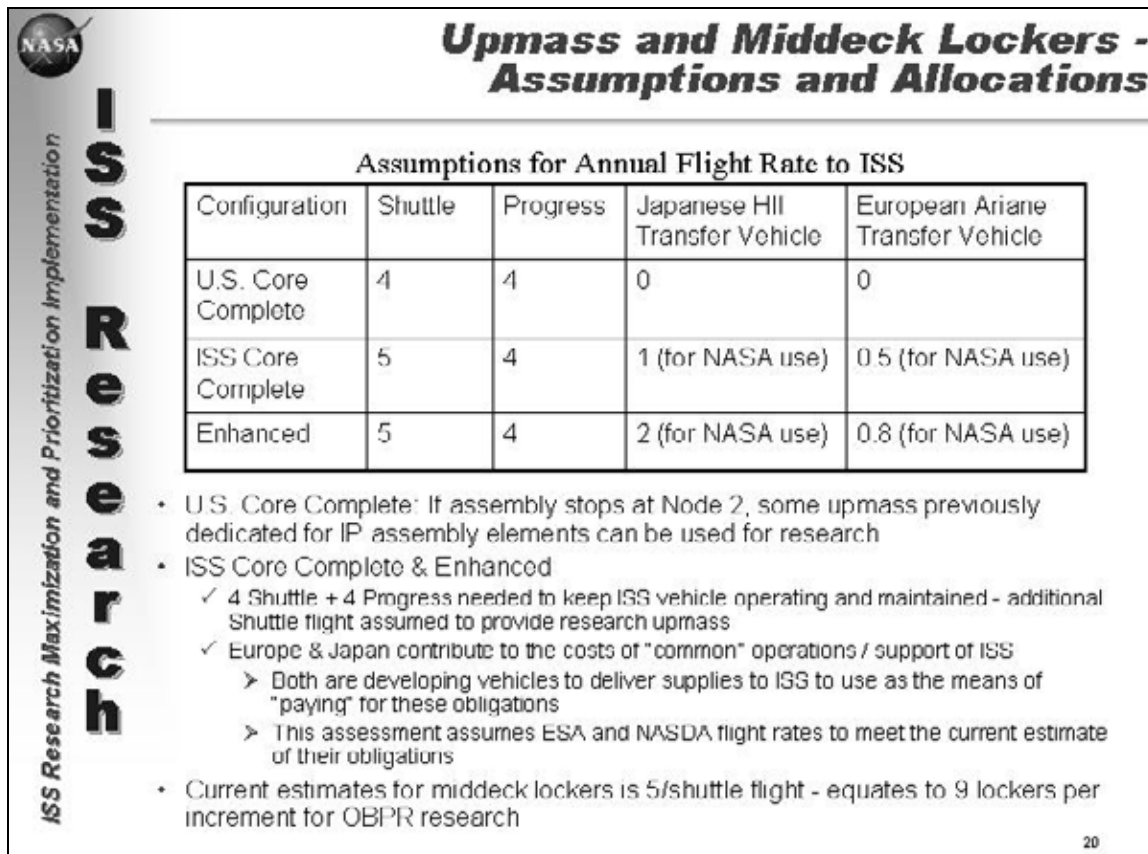 NASA
ISS Research
ISS Research Maximization and Prioritization Implementation
Upmass and Middeck Lockers -
Assumptions and Allocations
Assumptions for Annual Flight Rate to ISS
Configuration Shuttle Progress Japanese HII European Ariane
Transfer Vehicle Transfer Vehicle
U.S. Core 4 4 0 0
Complete
ISS Core 5 4 1 (for NASA use) 0.5 (for NASA use)
Complete
Enhanced 5 4 2 (for NASA use) 0.8 (for NASA use)
• U.S. Core Complete: If assembly stops at Node 2, some upmass previously
dedicated for IP assembly elements can be used for research
• ISS Core Complete & Enhanced
✓ 4 Shuttle + 4 Progress needed to keep ISS vehicle operating and maintained - additional
Shuttle flight assumed to provide research upmass
✓ Europe & Japan contribute to the costs of "common" operations / support of ISS
➢ Both are developing vehicles to deliver supplies to ISS to use as the means of
"paying" for these obligations
➢ This assessment assumes ESA and NASDA flight rates to meet the current estimate
of their obligations
• Current estimates for middeck lockers is 5/shuttle flight - equates to 9 lockers per
increment for OBPR research
20